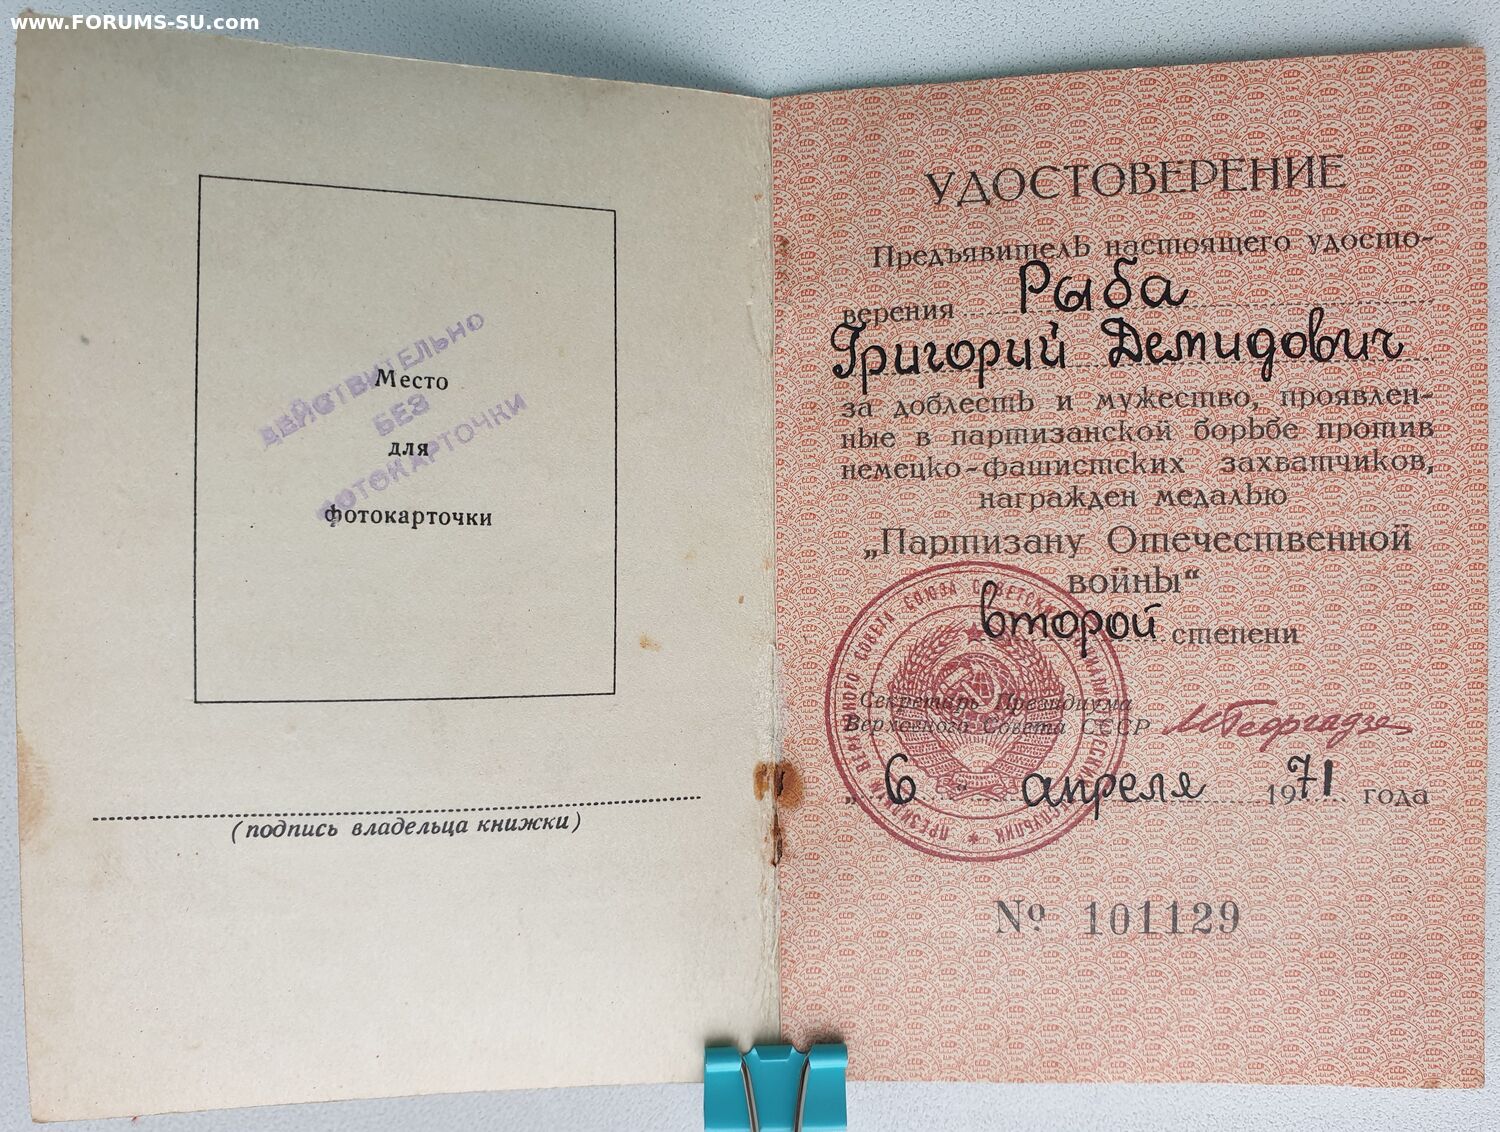 www.FORUMS-SU.com
ДЕЙСТВИТЕЛЬНО
БЕЗ
ФОТОКАРТОЧКИ
Место
для
фотокарточки
(подпись владельца книжки)
УДОСТОВЕРЕНИЕ
Предъявитель настоящего удосто-
верения Рыба
Григорий Демидович
за доблесть и мужество, проявлен-
ные в партизанской борьбе против
немецко-фашистских захватчиков,
награжден медалью
„Партизану Отечественной
войны“
второй степени
Секретарь Президиума
Верховного Совета СССР М Георгадзе
„6“ апреля 1971 года
№ 101129